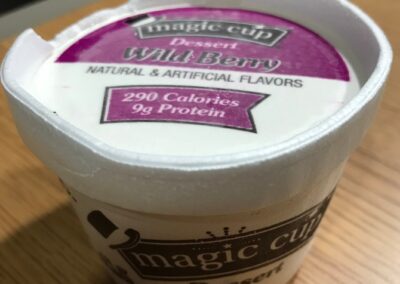 magic cup
Dessert
Wild Berry
NATURAL & ARTIFICIAL FLAVORS
290 Calories
9g Protein
magic cup
Dessert